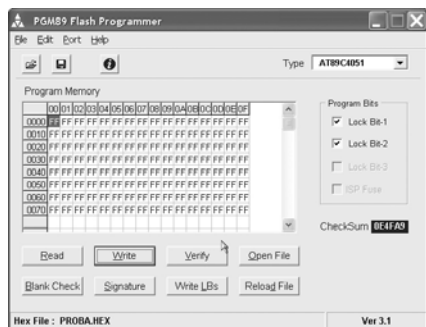 PGM89 Flash Programmer
File Edit Port Help
Type AT89C4051
Program Memory
00 01 02 03 04 05 06 07 08 09 0A 0B 0C 0D 0E 0F
0000 FF FF FF FF FF FF FF FF FF FF FF FF FF FF FF FF
0010 FF FF FF FF FF FF FF FF FF FF FF FF FF FF FF FF
0020 FF FF FF FF FF FF FF FF FF FF FF FF FF FF FF FF
0030 FF FF FF FF FF FF FF FF FF FF FF FF FF FF FF FF
0040 FF FF FF FF FF FF FF FF FF FF FF FF FF FF FF FF
0050 FF FF FF FF FF FF FF FF FF FF FF FF FF FF FF FF
0060 FF FF FF FF FF FF FF FF FF FF FF FF FF FF FF FF
0070 FF FF FF FF FF FF FF FF FF FF FF FF FF FF FF FF
Program Bits
Lock Bit-1
Lock Bit-2
Lock Bit-3
ISP Fuse
CheckSum 0E4FA9
Read Write Verify Open File
Blank Check Signature Write LBs Reload File
Hex File : PROBA.HEX Ver 3.1